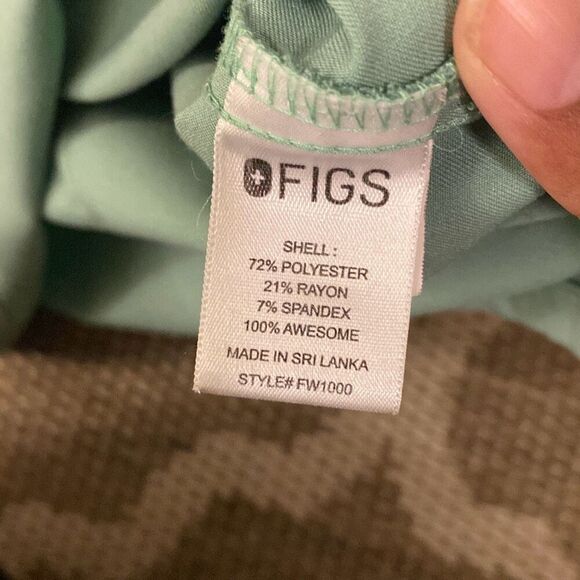 FIGS
SHELL :
72% POLYESTER
21% RAYON
7% SPANDEX
100% AWESOME
MADE IN SRI LANKA
STYLE# FW1000